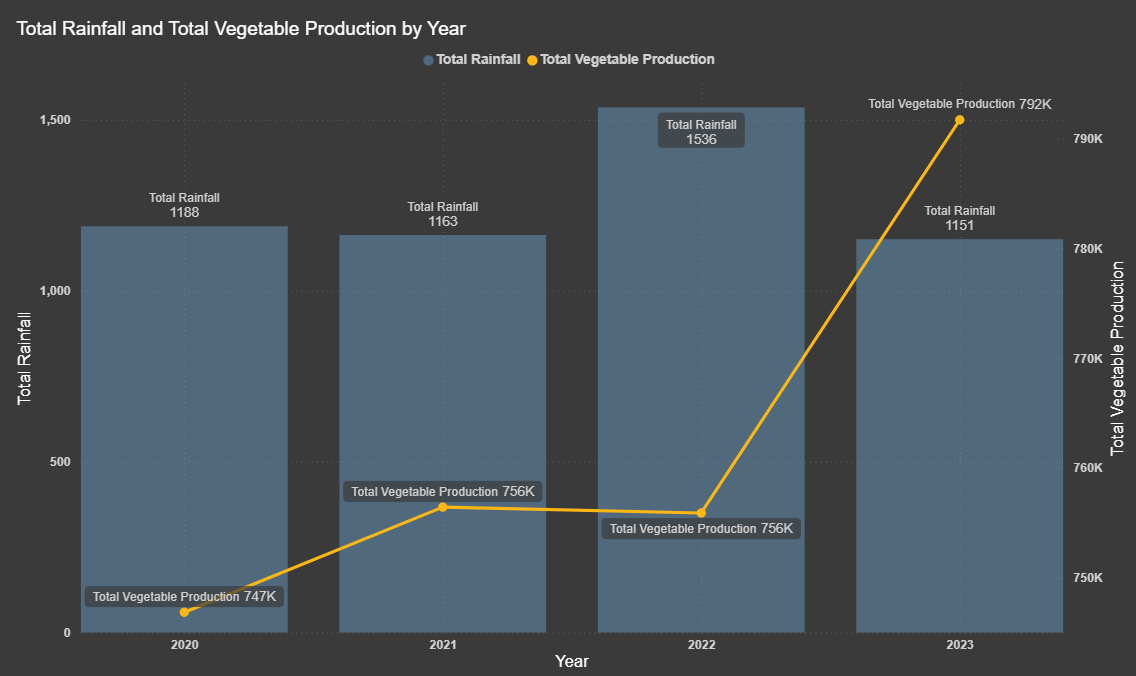 Total Rainfall and Total Vegetable Production by Year
Total Rainfall Total Vegetable Production
Total Rainfall
1,500
1,000
500
0
Total Rainfall
1188
Total Rainfall
1163
Total Rainfall
1536
Total Rainfall
1151
Total Vegetable Production 747K
Total Vegetable Production 756K
Total Vegetable Production 756K
Total Vegetable Production 792K
790K
780K
770K
760K
750K
Total Vegetable Production
2020 2021 2022 2023
Year